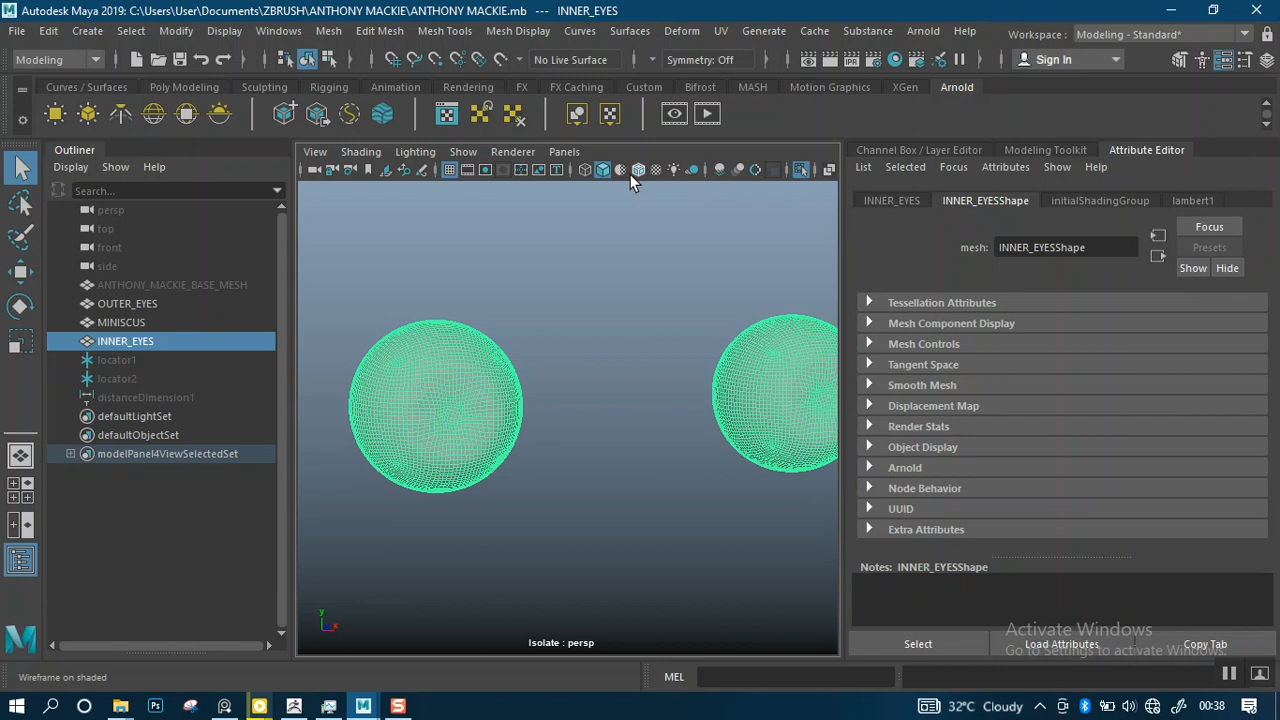 Autodesk Maya 2019: C:\Users\User\Documents\ZBRUSH\ANTHONY MACKIE\ANTHONY MACKIE.mb --- INNER_EYES
File Edit Create Select Modify Display Windows Mesh Edit Mesh Mesh Tools Mesh Display Curves Surfaces Deform UV Generate Cache Substance Arnold Help Workspace : Modeling - Standard*
Modeling No Live Surface Symmetry: Off Sign In
Curves / Surfaces Poly Modeling Sculpting Rigging Animation Rendering FX FX Caching Custom Bifrost MASH Motion Graphics XGen Arnold
IPR
Outliner
Display Show Help
Search...
persp
top
front
side
ANTHONY_MACKIE_BASE_MESH
OUTER_EYES
MINISCUS
INNER_EYES
locator1
locator2
distanceDimension1
defaultLightSet
defaultObjectSet
modelPanel4ViewSelectedSet
View Shading Lighting Show Renderer Panels
y
x
Isolate : persp
Channel Box / Layer Editor Modeling Toolkit Attribute Editor
List Selected Focus Attributes Show Help
INNER_EYES INNER_EYESShape initialShadingGroup lambert1
Focus
mesh: INNER_EYESShape Presets
Show Hide
Tessellation Attributes
Mesh Component Display
Mesh Controls
Tangent Space
Smooth Mesh
Displacement Map
Render Stats
Object Display
Arnold
Node Behavior
UUID
Extra Attributes
Notes: INNER_EYESShape
Activate Windows
Go to Settings to activate Windows.
Select Load Attributes Copy Tab
Wireframe on shaded MEL
32°C Cloudy ENG 00:38